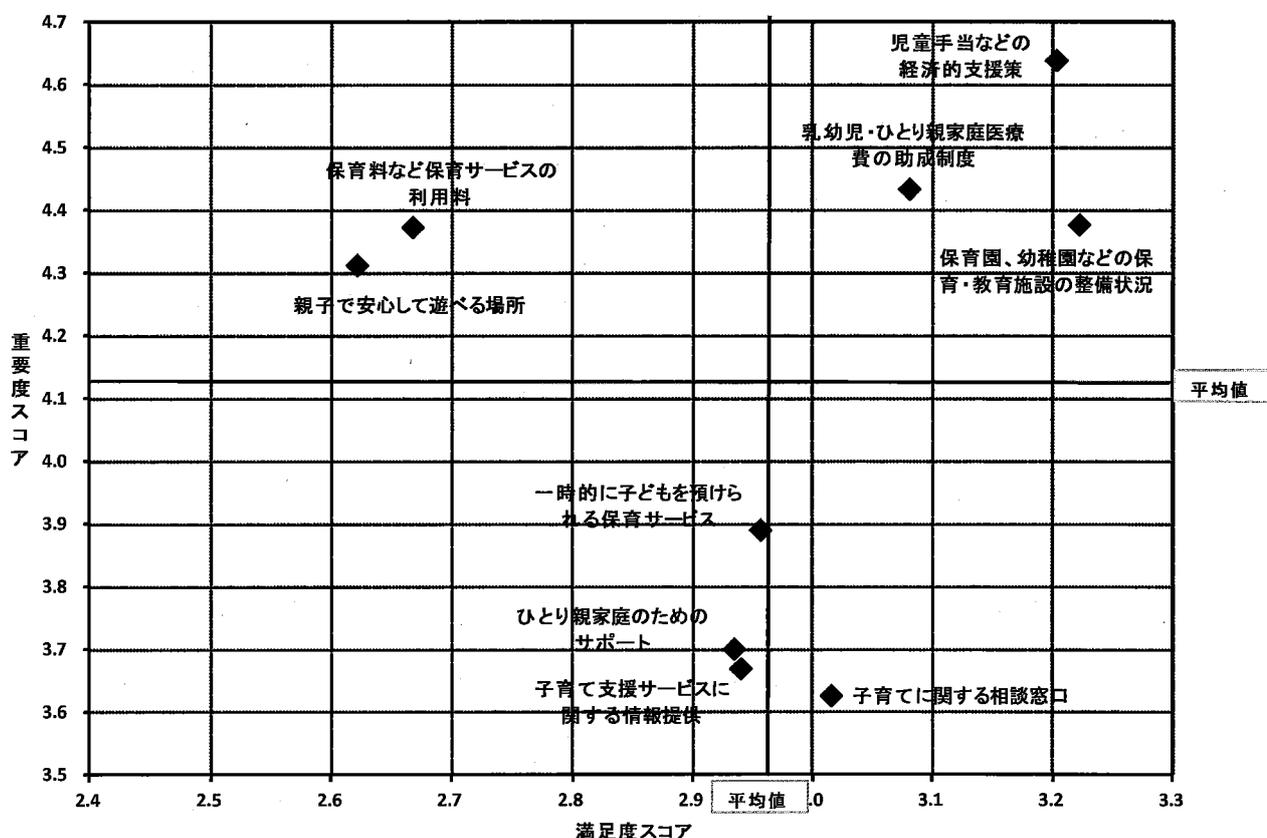 4.7
4.6
4.5
4.4
4.3
4.2
4.1
4.0
3.9
3.8
3.7
3.6
3.5
重要度スコア
児童手当などの
経済的支援策
乳幼児・ひとり親家庭医療
費の助成制度
保育料など保育サービスの
利用料
保育園、幼稚園などの保
育・教育施設の整備状況
親子で安心して遊べる場所
平均値
一時的に子どもを預けら
れる保育サービス
ひとり親家庭のための
サポート
子育て支援サービスに
関する情報提供
子育てに関する相談窓口
2.4
2.5
2.6
2.7
2.8
2.9
平均値
.0
3.1
3.2
3.3
満足度スコア